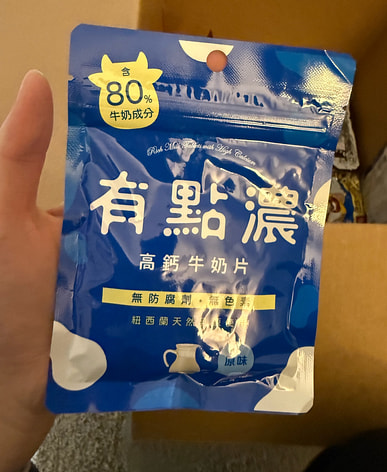 含
80%
牛奶成分
Rich Milk Tablets with High Calcium
有點濃
高鈣牛奶片
無防腐劑・無色素
紐西蘭天然
原味